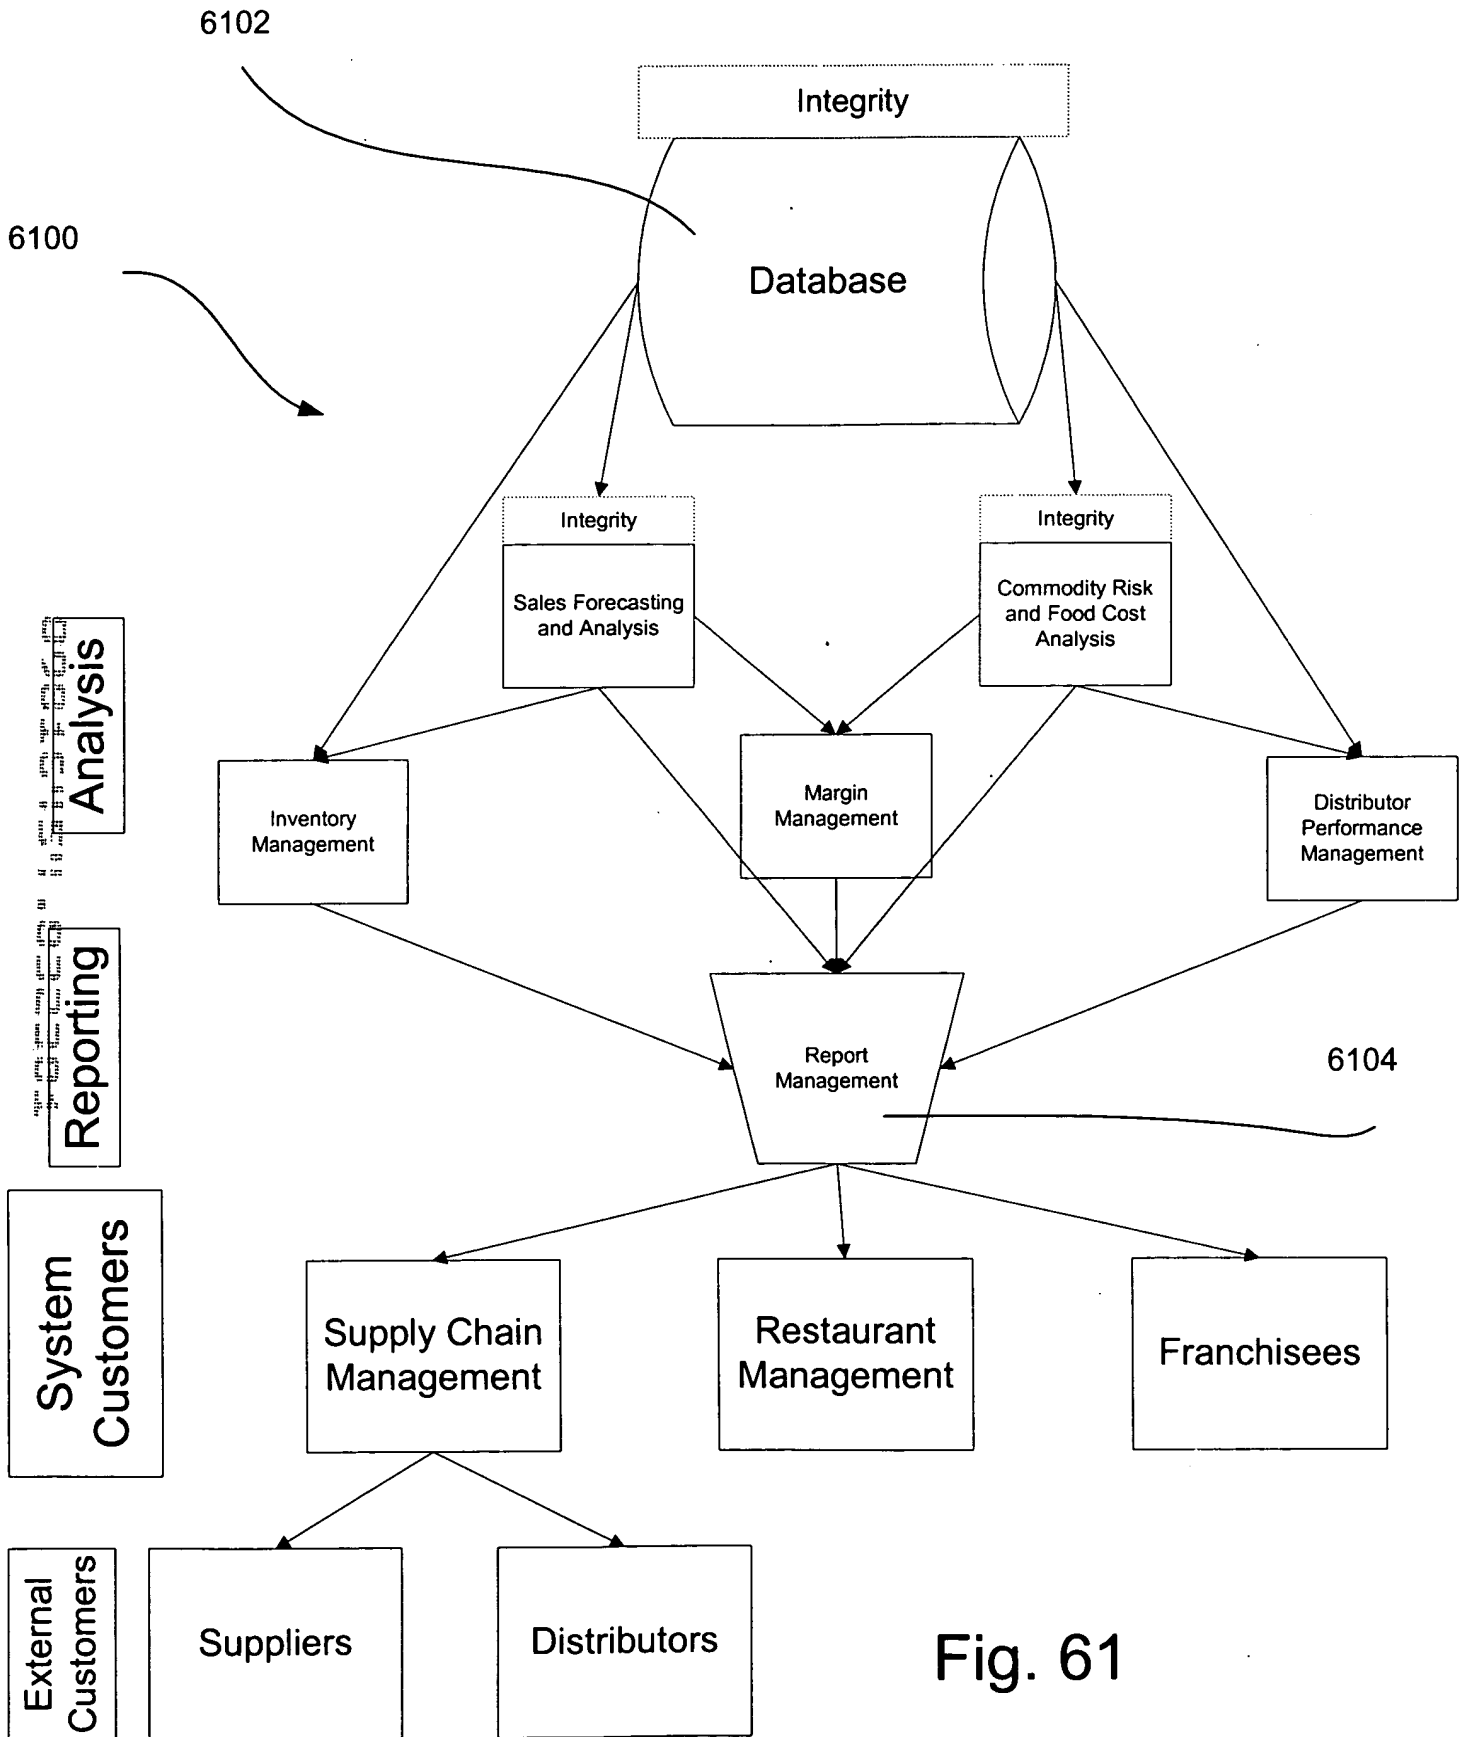 6102
Integrity
6100
Database
Integrity
Integrity
Sales Forecasting
and Analysis
Commodity Risk
and Food Cost
Analysis
Analysis
Inventory
Management
Margin
Management
Distributor
Performance
Management
Reporting
Report
Management
6104
System
Customers
Supply Chain
Management
Restaurant
Management
Franchisees
External
Customers
Suppliers
Distributors
Fig. 61